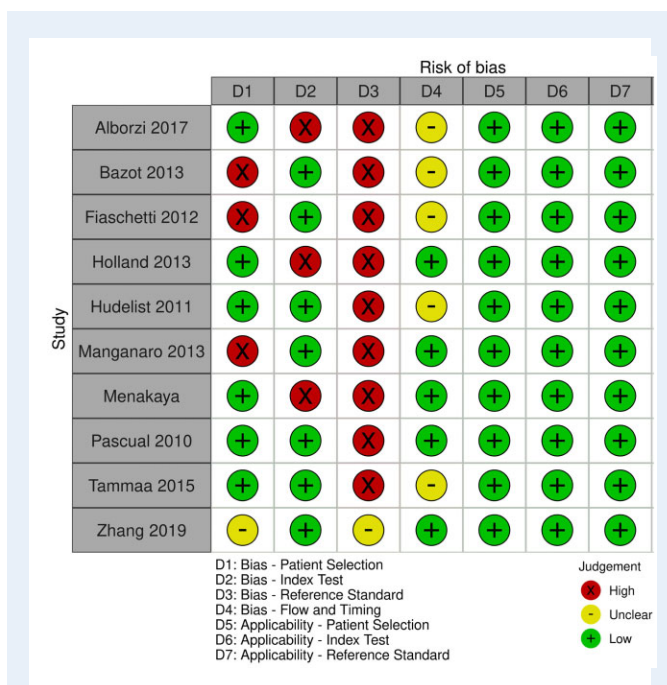 Risk of bias
D1 D2 D3 D4 D5 D6 D7
Study
Alborzi 2017 + X X - + + +
Bazot 2013 X + X - + + +
Fiaschetti 2012 X + X - + + +
Holland 2013 + X X + + + +
Hudelist 2011 + + X - + + +
Manganaro 2013 X + X + + + +
Menakaya + X X + + + +
Pascual 2010 + + X + + + +
Tammaa 2015 + + X - + + +
Zhang 2019 - + - + + + +
D1: Bias - Patient Selection
D2: Bias - Index Test
D3: Bias - Reference Standard
D4: Bias - Flow and Timing
D5: Applicability - Patient Selection
D6: Applicability - Index Test
D7: Applicability - Reference Standard
Judgement
X High
- Unclear
+ Low